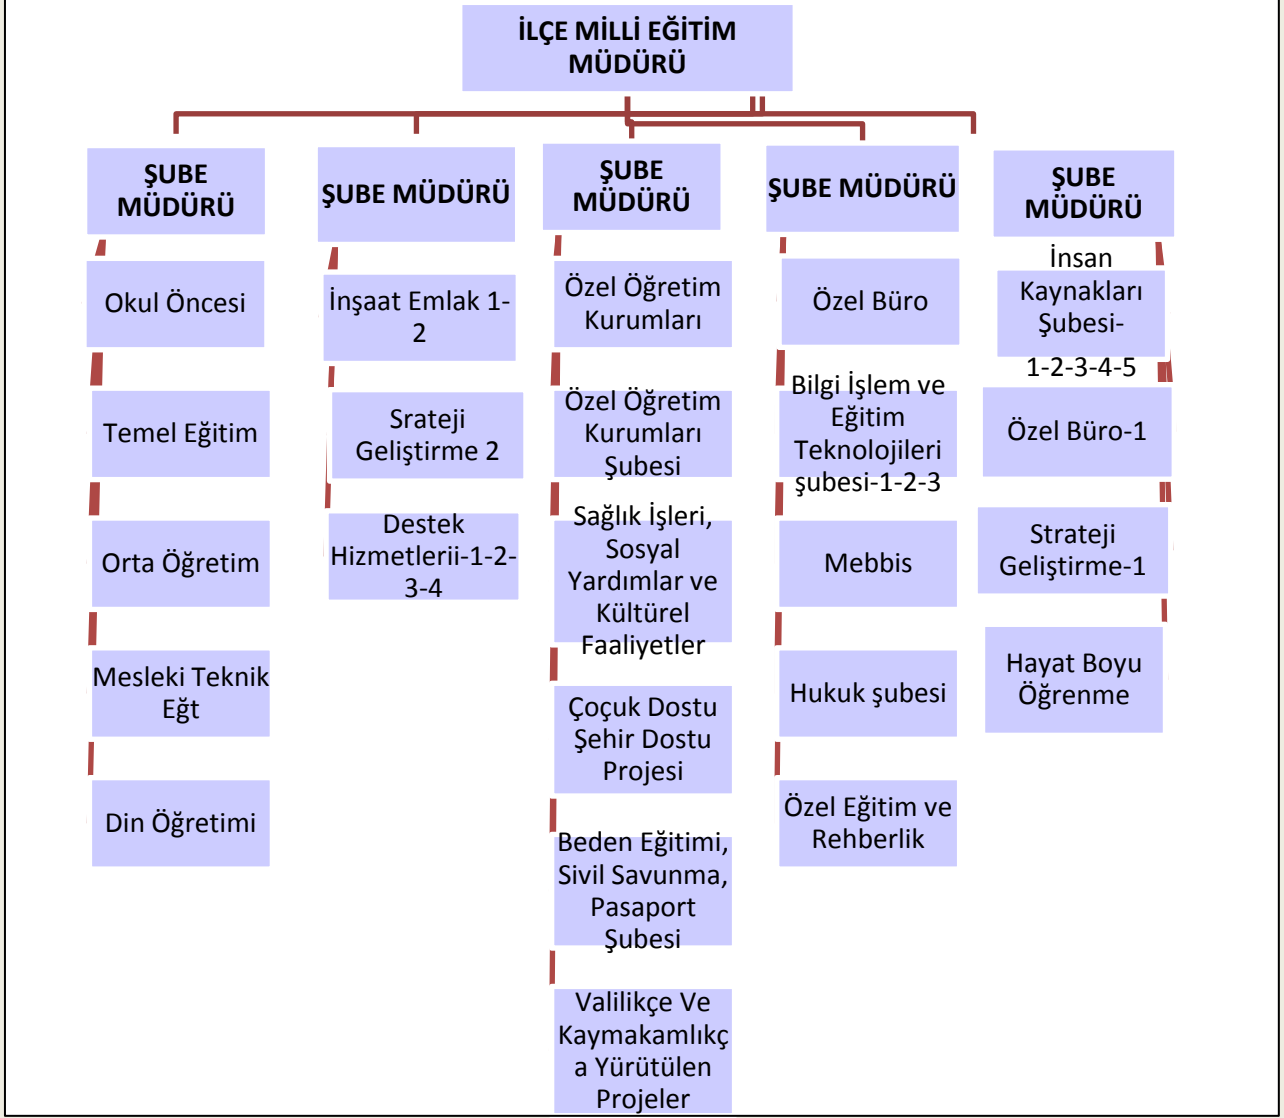 İLÇE MİLLİ EĞİTİM
MÜDÜRÜ
ŞUBE
MÜDÜRÜ
Okul Öncesi
Temel Eğitim
Orta Öğretim
Mesleki Teknik
Eğt
Din Öğretimi
ŞUBE MÜDÜRÜ
İnşaat Emlak 1-
2
Srateji
Geliştirme 2
Destek
Hizmetlerii-1-2-
3-4
ŞUBE
MÜDÜRÜ
Özel Öğretim
Kurumları
Özel Öğretim
Kurumları
Şubesi
Sağlık İşleri,
Sosyal
Yardımlar ve
Kültürel
Faaliyetler
Çoçuk Dostu
Şehir Dostu
Projesi
Beden Eğitimi,
Sivil Savunma,
Pasaport
Şubesi
Valilikçe Ve
Kaymakamlıkç
a Yürütülen
Projeler
ŞUBE MÜDÜRÜ
Özel Büro
Bilgi İşlem ve
Eğitim
Teknolojileri
şubesi-1-2-3
Mebbis
Hukuk şubesi
Özel Eğitim ve
Rehberlik
ŞUBE
MÜDÜRÜ
İnsan
Kaynakları
Şubesi-
1-2-3-4-5
Özel Büro-1
Strateji
Geliştirme-1
Hayat Boyu
Öğrenme